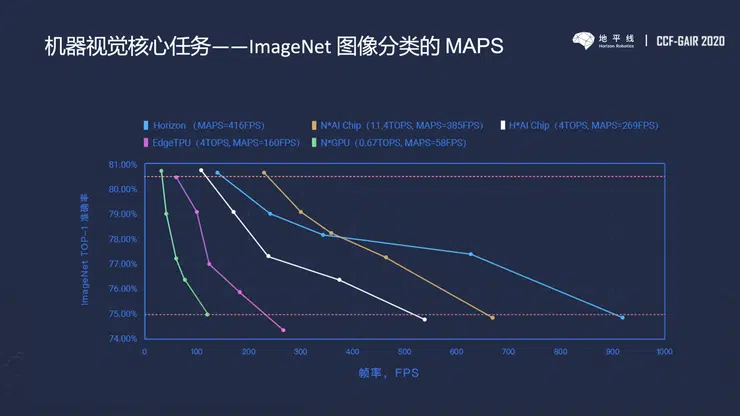 机器视觉核心任务——ImageNet 图像分类的 MAPS
地平线
Horizon Robotics
CCF-GAIR 2020
Horizon（MAPS=416FPS）
N*AI Chip（11.4TOPS, MAPS=385FPS）
H*AI Chip（4TOPS, MAPS=269FPS）
EdgeTPU（4TOPS, MAPS=160FPS）
N*GPU（0.67TOPS, MAPS=58FPS）
81.00%
80.00%
79.00%
78.00%
77.00%
76.00%
75.00%
74.00%
ImageNet TOP-1 准确率
0 100 200 300 400 500 600 700 800 900 1000
帧率，FPS